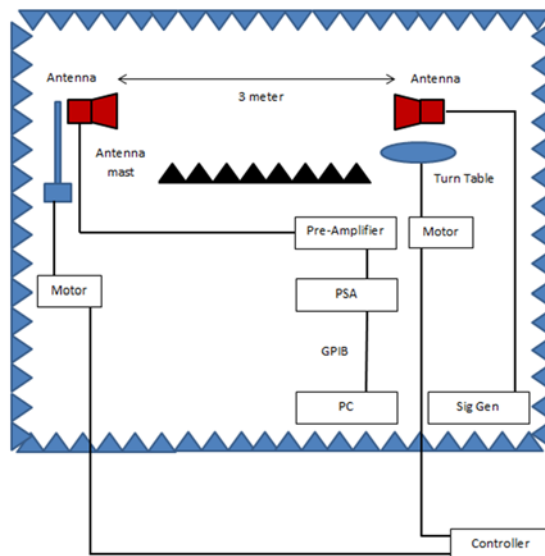 Antenna
Antenna
3 meter
Antenna
mast
Turn Table
Pre-Amplifier
Motor
Motor
PSA
GPIB
PC
Sig Gen
Controller